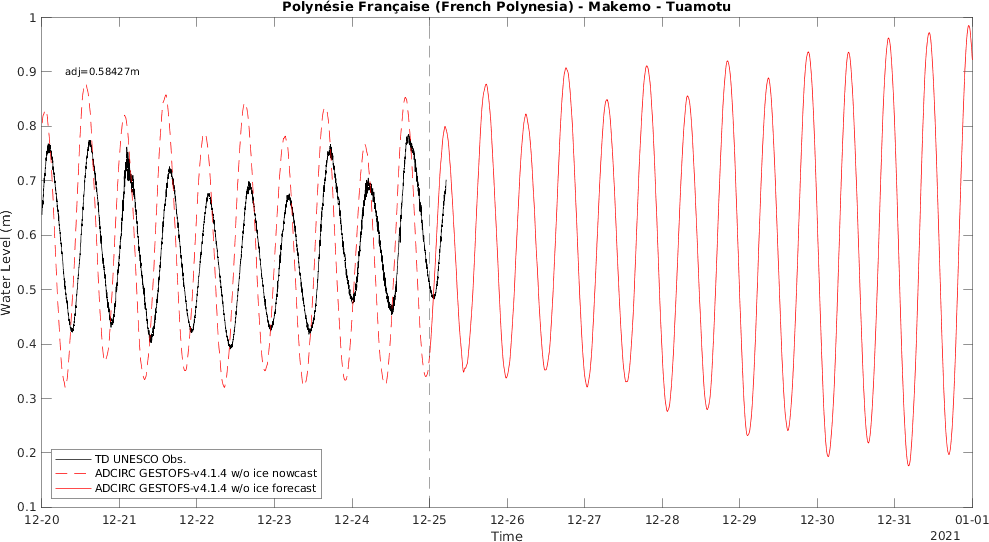 Polynésie Française (French Polynesia) - Makemo - Tuamotu
adj=0.58427m
1
0.9
0.8
0.7
0.6
0.5
0.4
0.3
0.2
0.1
Water Level (m)
TD UNESCO Obs.
ADCIRC GESTOFS-v4.1.4 w/o ice nowcast
ADCIRC GESTOFS-v4.1.4 w/o ice forecast
12-20 12-21 12-22 12-23 12-24 12-25 12-26 12-27 12-28 12-29 12-30 12-31 01-01
Time
2021